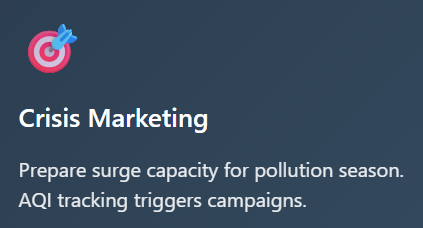 Crisis Marketing
Prepare surge capacity for pollution season.
AQI tracking triggers campaigns.